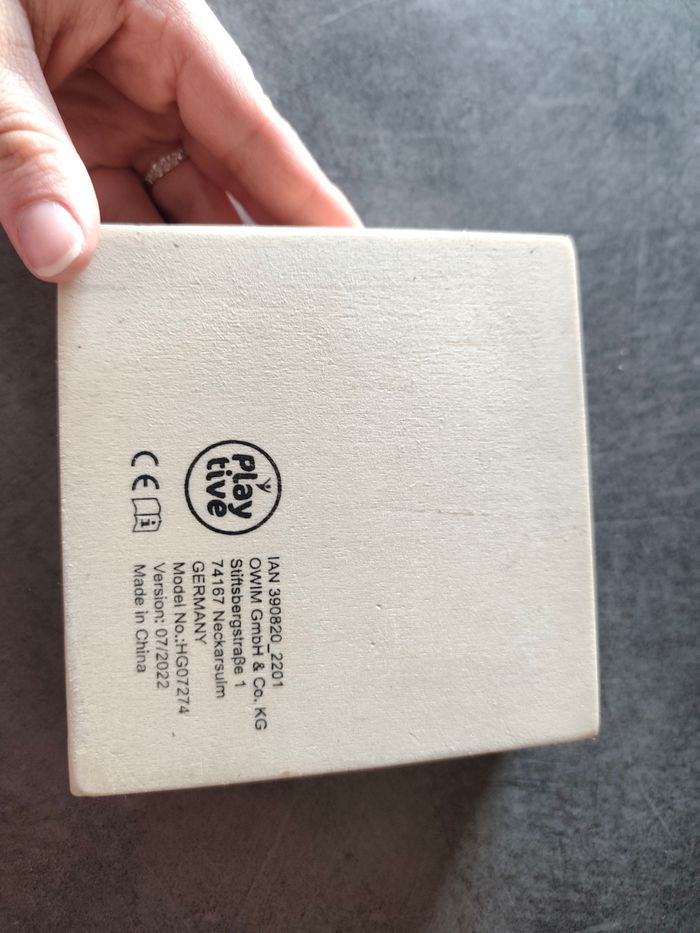 Play
tive
CE
IAN 390820_2201
OWIM GmbH & Co. KG
Stiftsbergstraße 1
74167 Neckarsulm
GERMANY
Model No.:HG07274
Version: 07/2022
Made in China